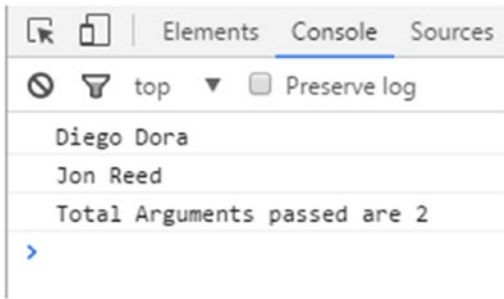 Elements Console Sources
top Preserve log
Diego Dora
Jon Reed
Total Arguments passed are 2